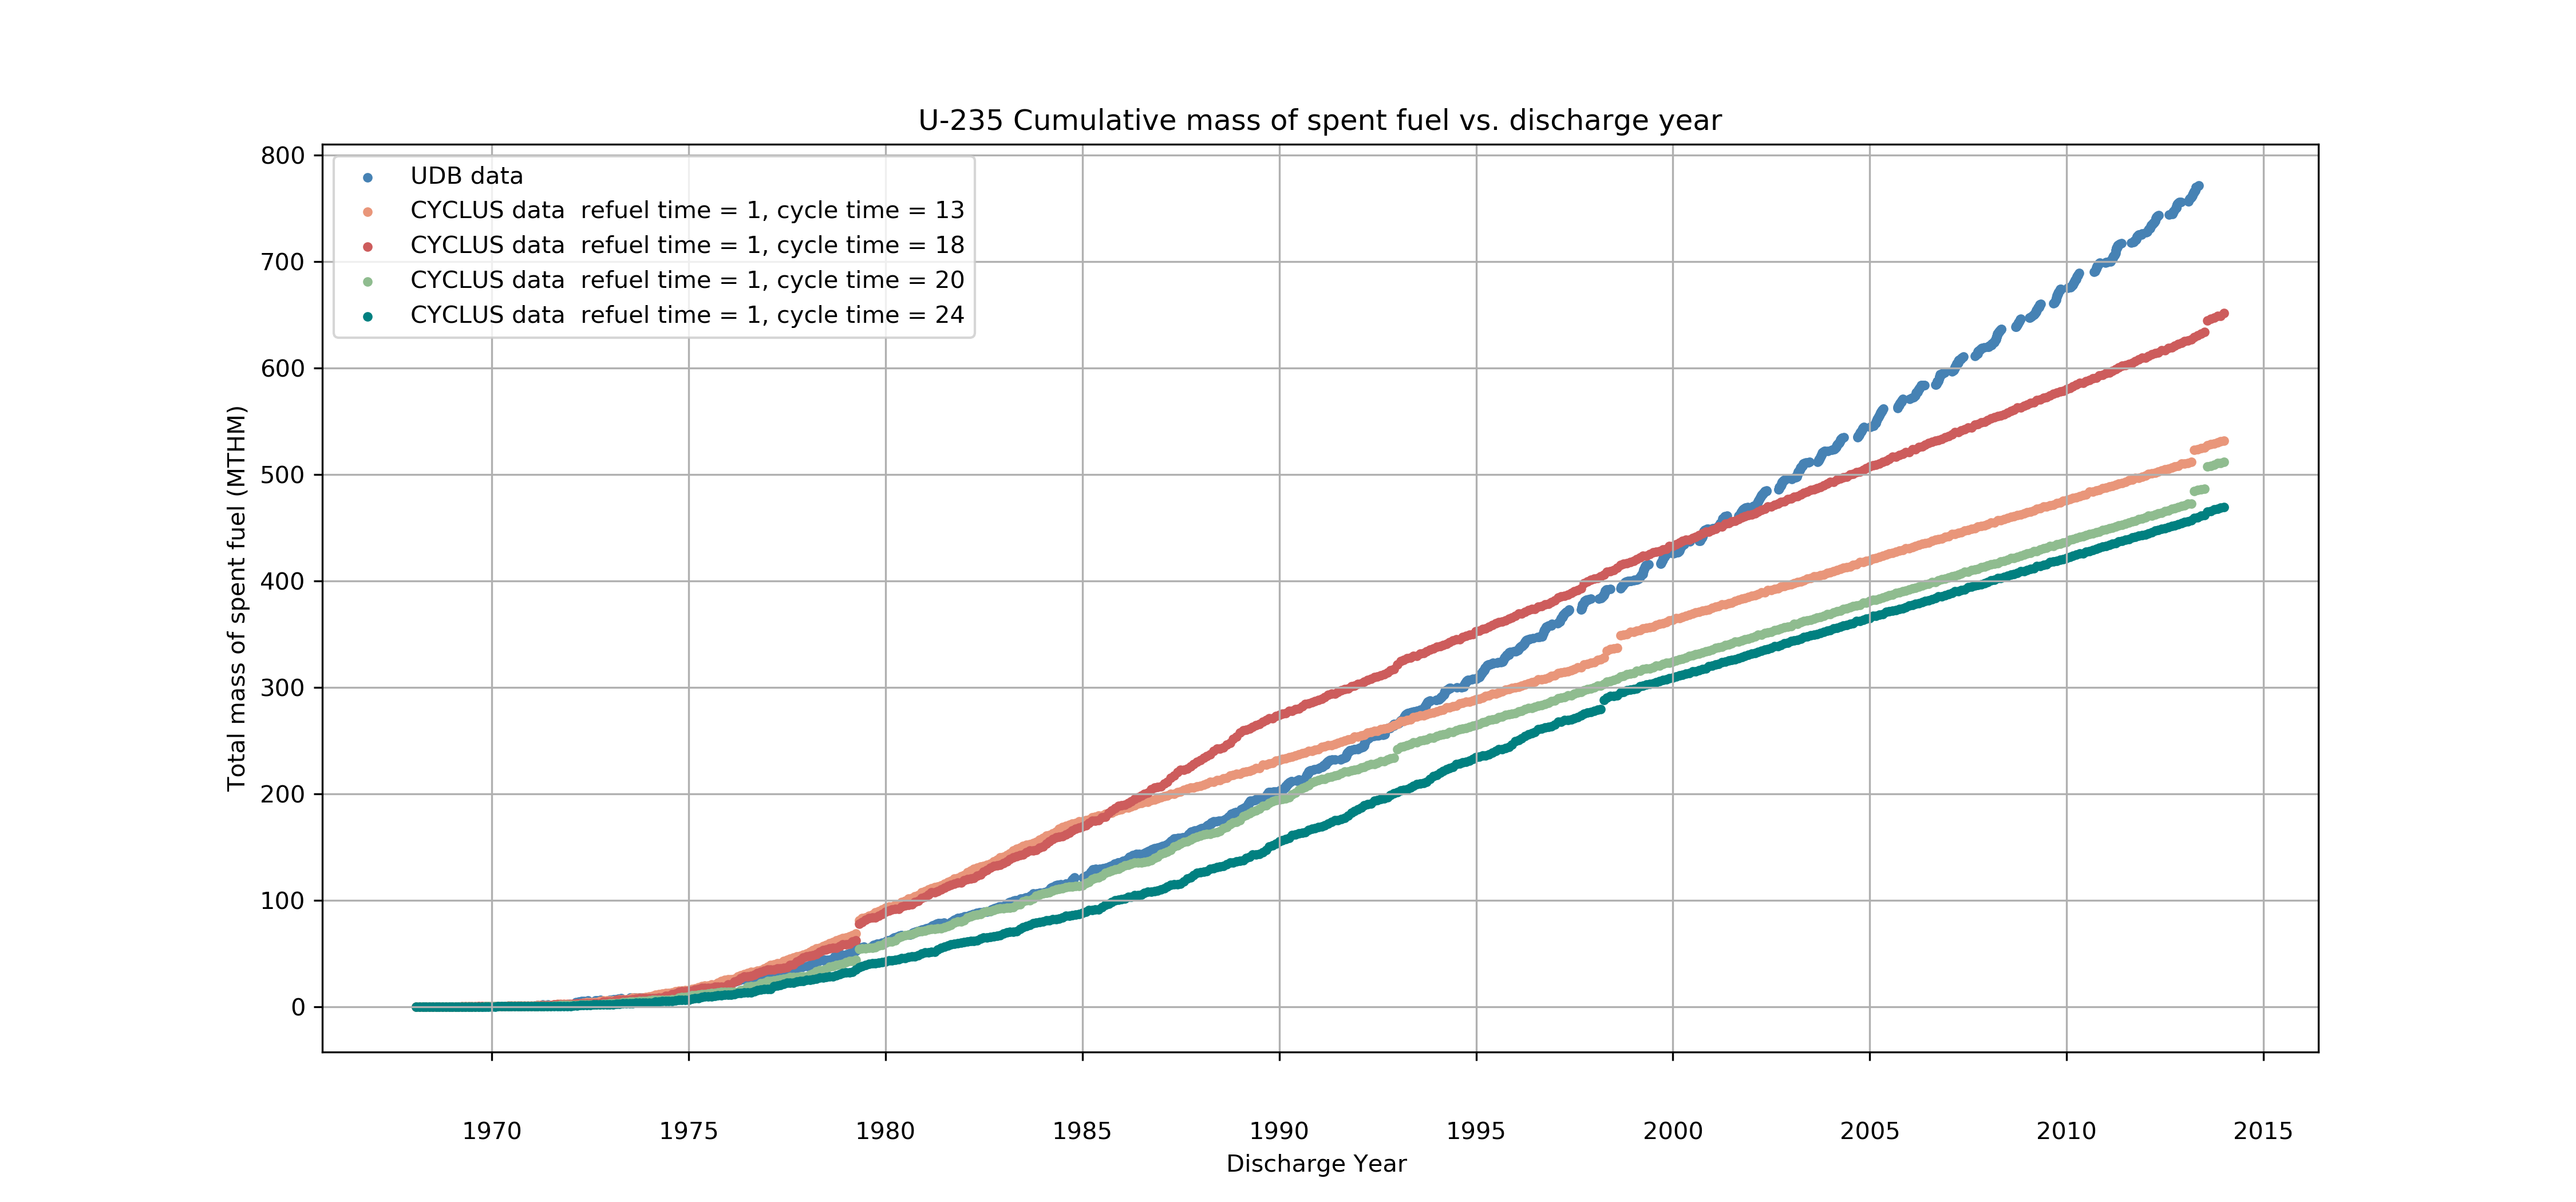 U-235 Cumulative mass of spent fuel vs. discharge year
800
700
600
500
400
300
200
100
0
Total mass of spent fuel (MTHM)
UDB data
CYCLUS data  refuel time = 1, cycle time = 13
CYCLUS data  refuel time = 1, cycle time = 18
CYCLUS data  refuel time = 1, cycle time = 20
CYCLUS data  refuel time = 1, cycle time = 24
1970 1975 1980 1985 1990 1995 2000 2005 2010 2015
Discharge Year